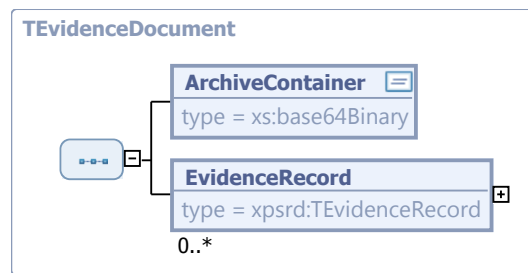 TEvidenceDocument
ArchiveContainer
type = xs:base64Binary
EvidenceRecord
type = xpsrd:TEvidenceRecord
0..*